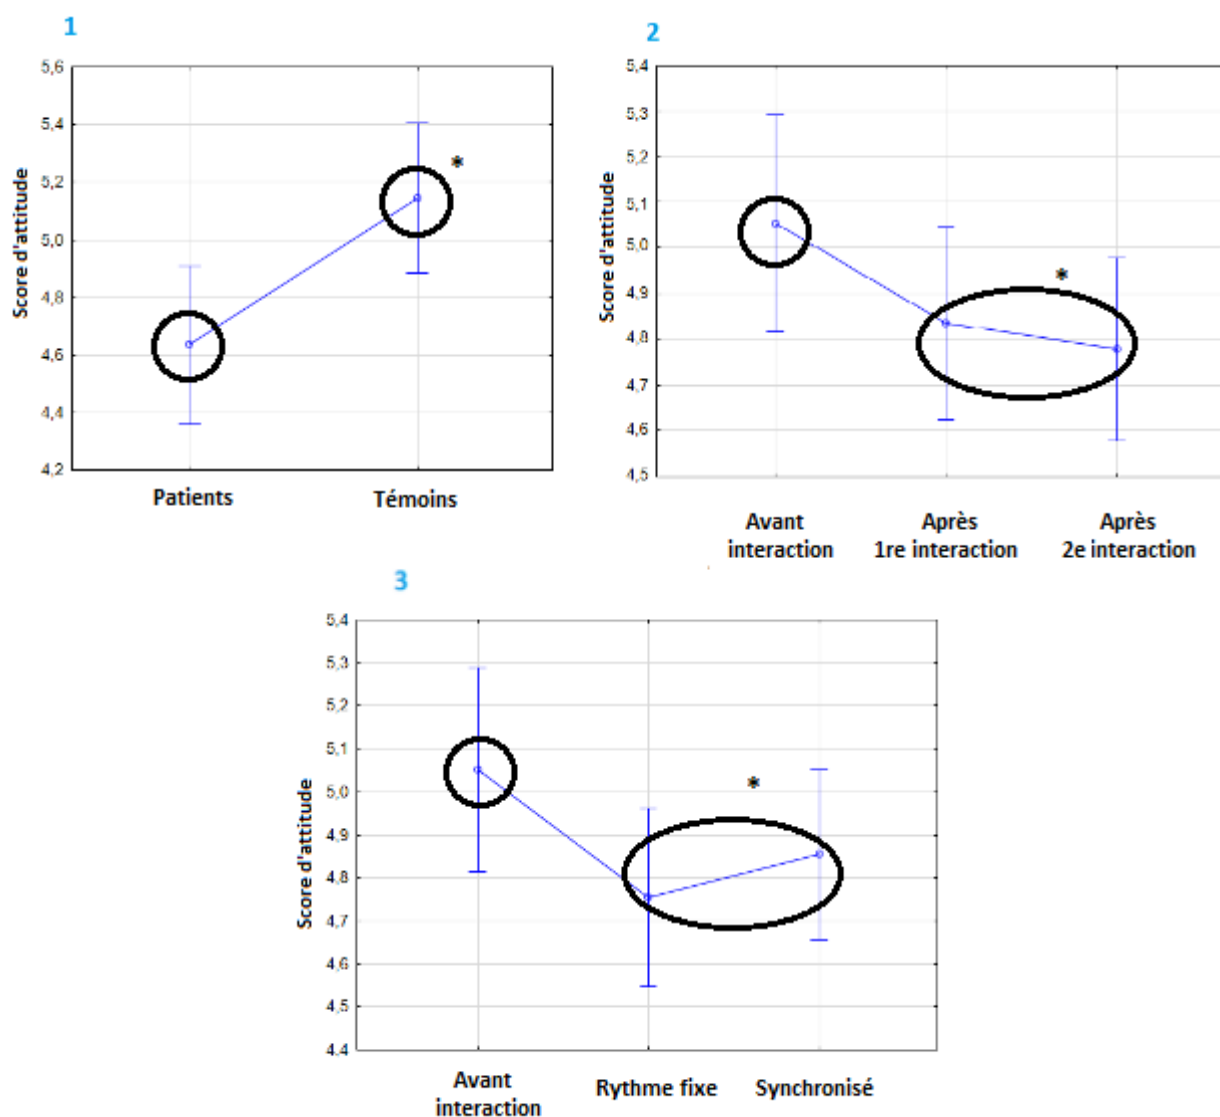 1
Score d'attitude
5,6
5,4
5,2
5,0
4,8
4,6
4,4
4,2
*
Patients
Témoins
2
Score d'attitude
5,4
5,3
5,2
5,1
5,0
4,9
4,8
4,7
4,6
4,5
*
Avant
interaction
Après
1re interaction
Après
2e interaction
3
Score d'attitude
5,4
5,3
5,2
5,1
5,0
4,9
4,8
4,7
4,6
4,5
4.4
*
Avant
interaction
Rythme fixe
Synchronisé